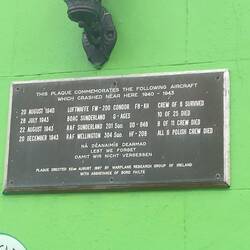 THIS PLAQUE COMMEMORATES THE FOLLOWING AIRCRAFT
WHICH CRASHED NEAR HERE 1940 - 1943
20 AUGUST 1940 LUFTWAFFE FW-200 CONDOR F8-KH CREW OF 6 SURVIVED
28 JULY 1943 BOAC SUNDERLAND G-AGES 10 OF 25 DIED
22 AUGUST 1943 RAF SUNDERLAND 201 Sqn DD-848 8 OF 11 CREW DIED
20 DECEMBER 1943 RAF WELLINGTON 304 Sqn HF-208 ALL 6 POLISH CREW DIED
NÁ DÉANAIMÍS DEARMAD
LEST WE FORGET
DAMIT WIR NICHT VERGESSEN
PLAQUE ERECTED AUGUST 1997 BY WARPLANE RESEARCH GROUP OF IRELAND
WITH ASSISTANCE OF BORD FAILTE